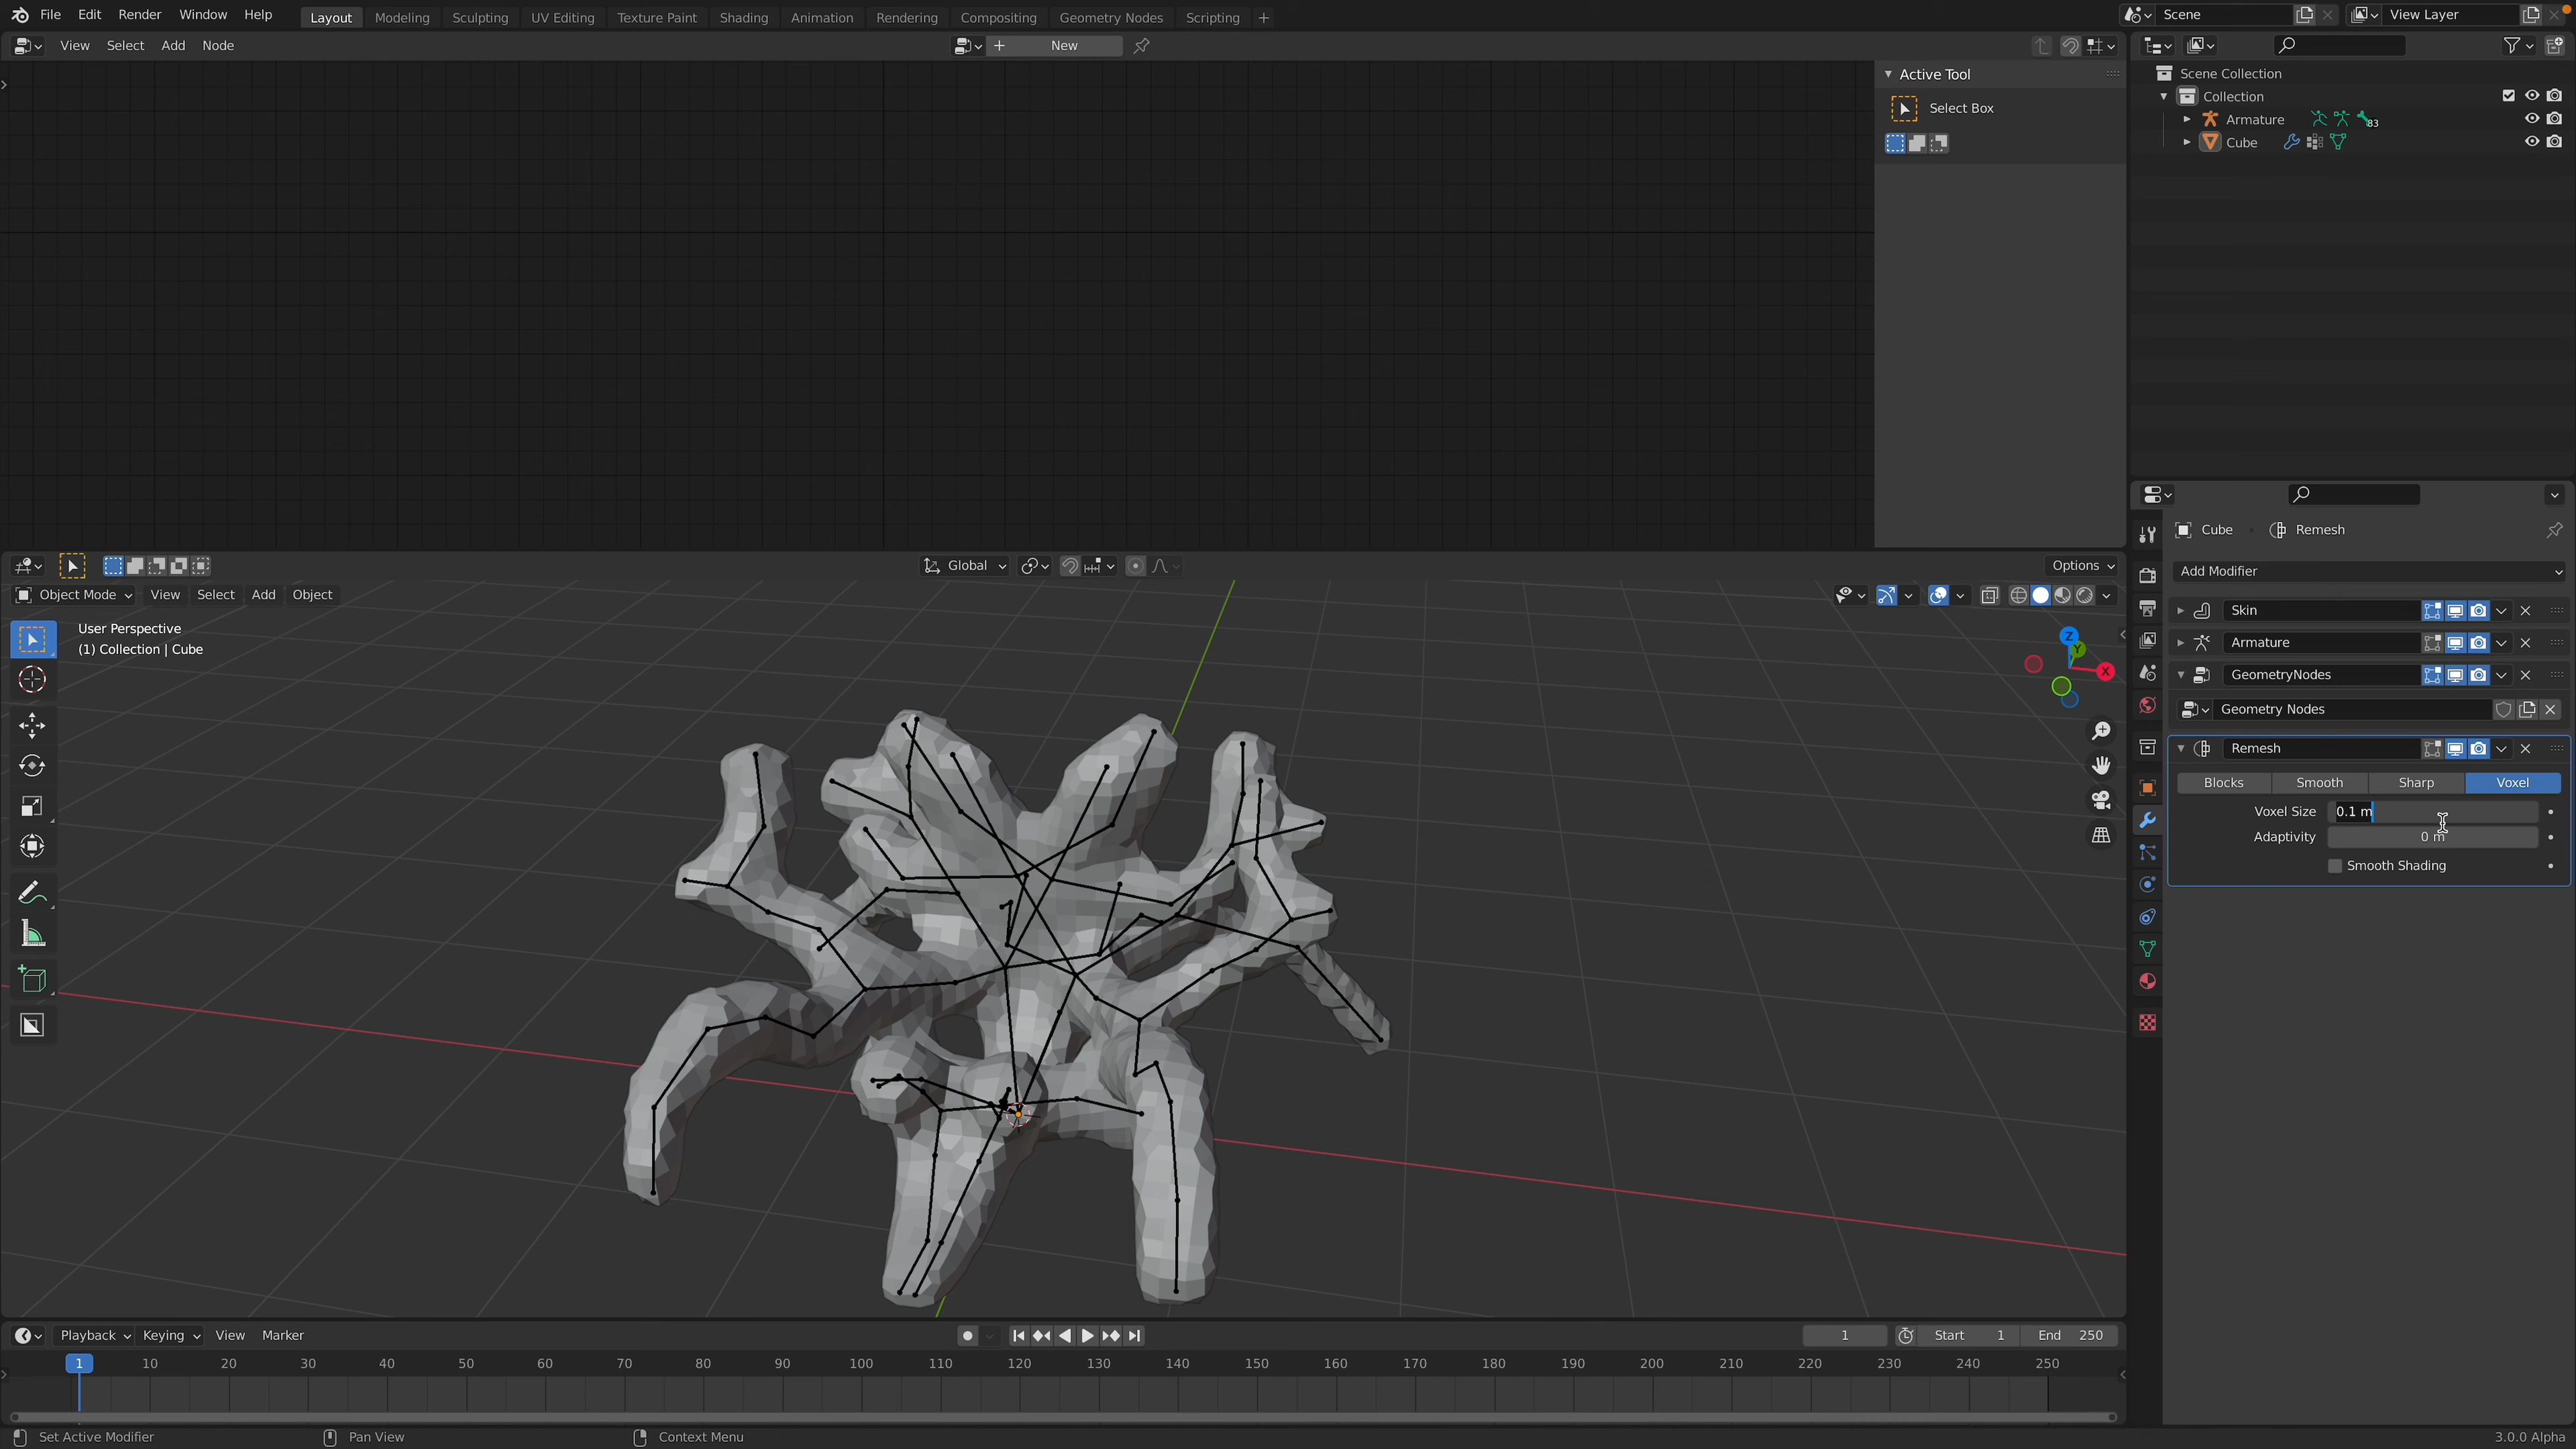 File Edit Render Window Help Layout Modeling Sculpting UV Editing Texture Paint Shading Animation Rendering Compositing Geometry Nodes Scripting + Scene View Layer
View Select Add Node + New
Active Tool
Select Box
Scene Collection
Collection
Armature 83
Cube
Cube Remesh
Add Modifier
Skin
Armature
GeometryNodes
Geometry Nodes
Remesh
Blocks Smooth Sharp Voxel
Voxel Size 0.1 m
Adaptivity 0 m
Smooth Shading
Global Options
Object Mode View Select Add Object
User Perspective
(1) Collection | Cube
Z
Y
X
Playback Keying View Marker 1 Start 1 End 250
1 10 20 30 40 50 60 70 80 90 100 110 120 130 140 150 160 170 180 190 200 210 220 230 240 250
Set Active Modifier Pan View Context Menu 3.0.0 Alpha